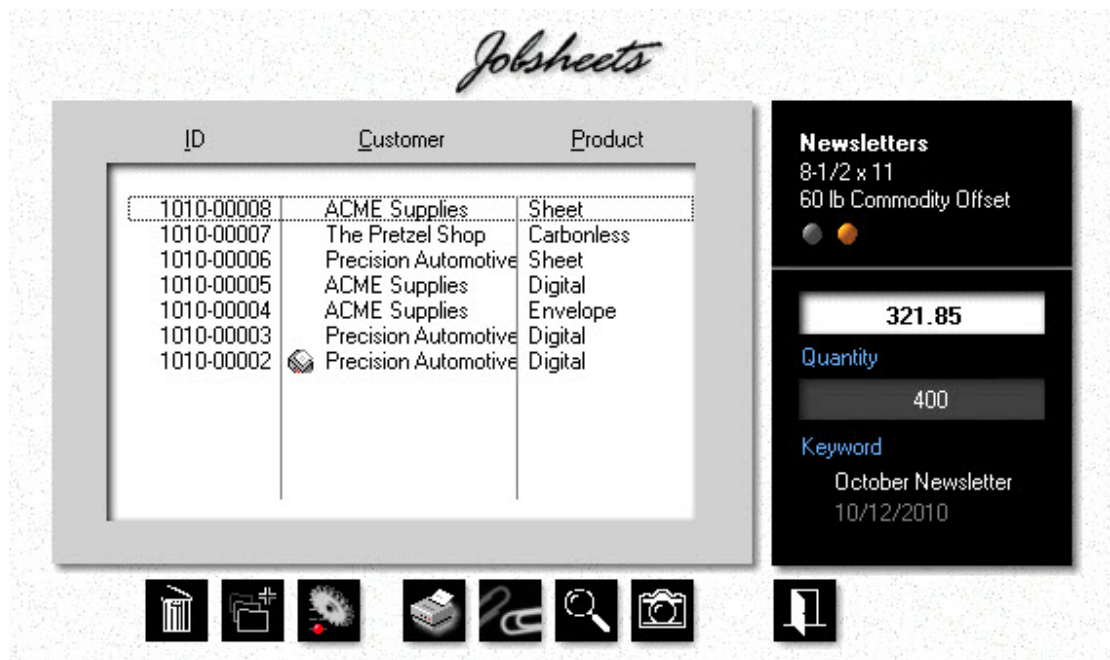 Jobsheets
ID Customer Product
1010-00008 ACME Supplies Sheet
1010-00007 The Pretzel Shop Carbonless
1010-00006 Precision Automotive Sheet
1010-00005 ACME Supplies Digital
1010-00004 ACME Supplies Envelope
1010-00003 Precision Automotive Digital
1010-00002 Precision Automotive Digital
Newsletters
8-1/2 x 11
60 lb Commodity Offset
321.85
Quantity
400
Keyword
October Newsletter
10/12/2010